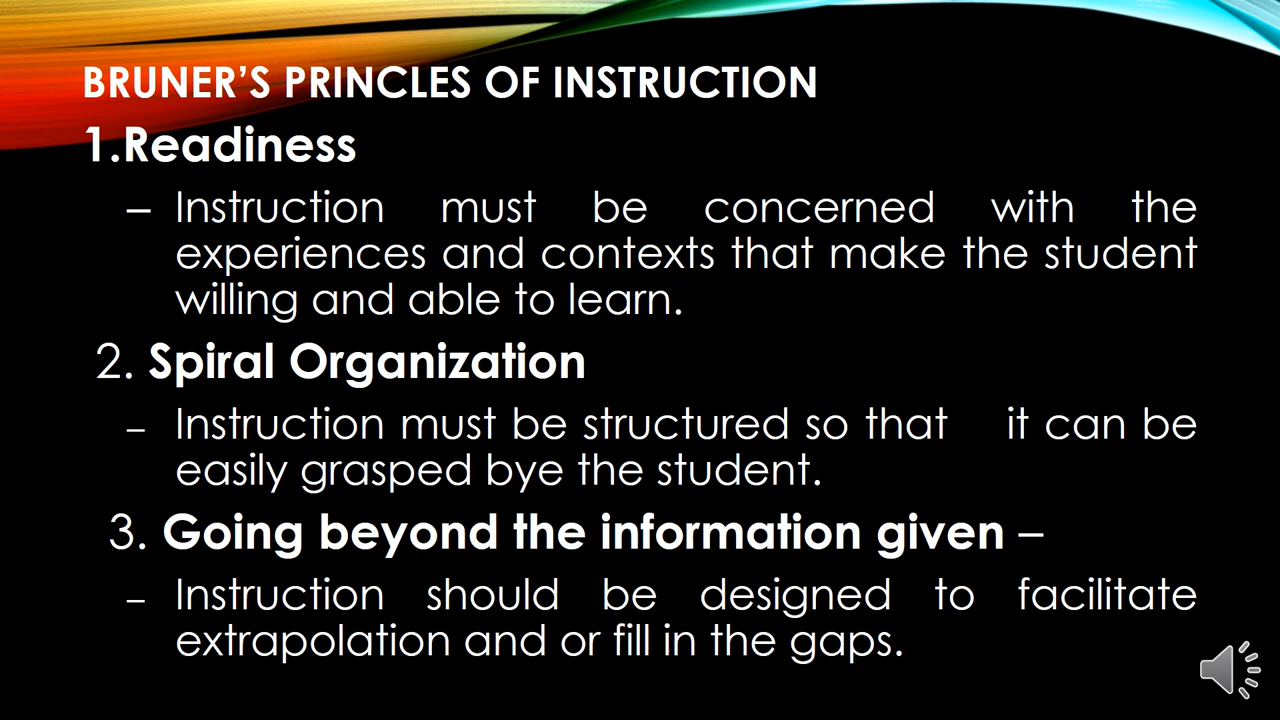 BRUNER’S PRINCLES OF INSTRUCTION
1.Readiness
– Instruction must be concerned with the
experiences and contexts that make the student
willing and able to learn.
2. Spiral Organization
– Instruction must be structured so that it can be
easily grasped bye the student.
3. Going beyond the information given –
– Instruction should be designed to facilitate
extrapolation and or fill in the gaps.